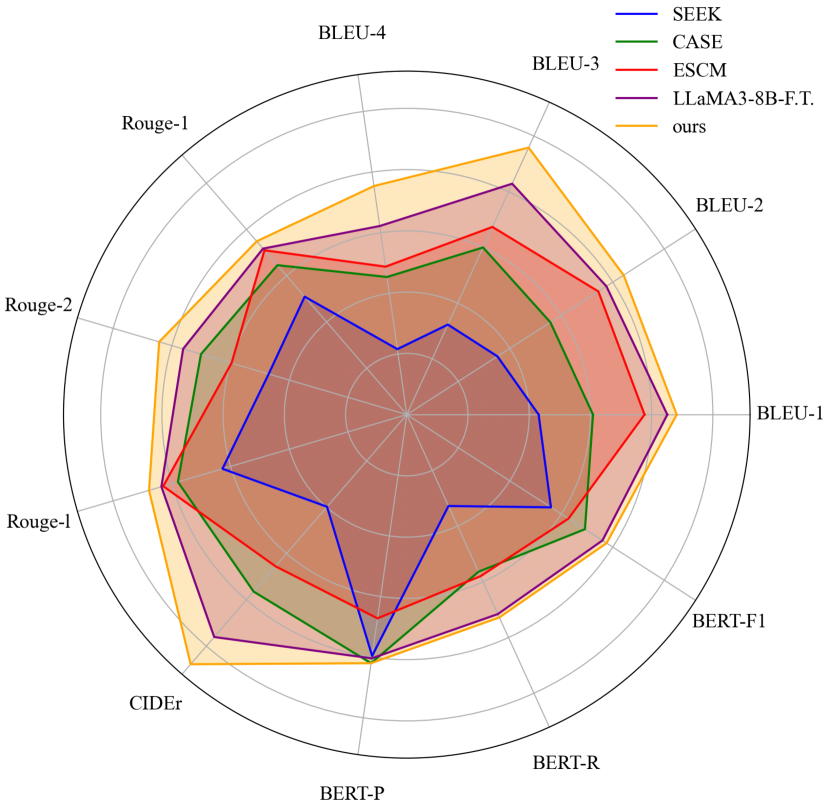 SEEK
CASE
ESCM
LLaMA3-8B-F.T.
ours
BLEU-4
BLEU-3
Rouge-1
BLEU-2
Rouge-2
BLEU-1
Rouge-l
BERT-F1
CIDEr
BERT-R
BERT-P